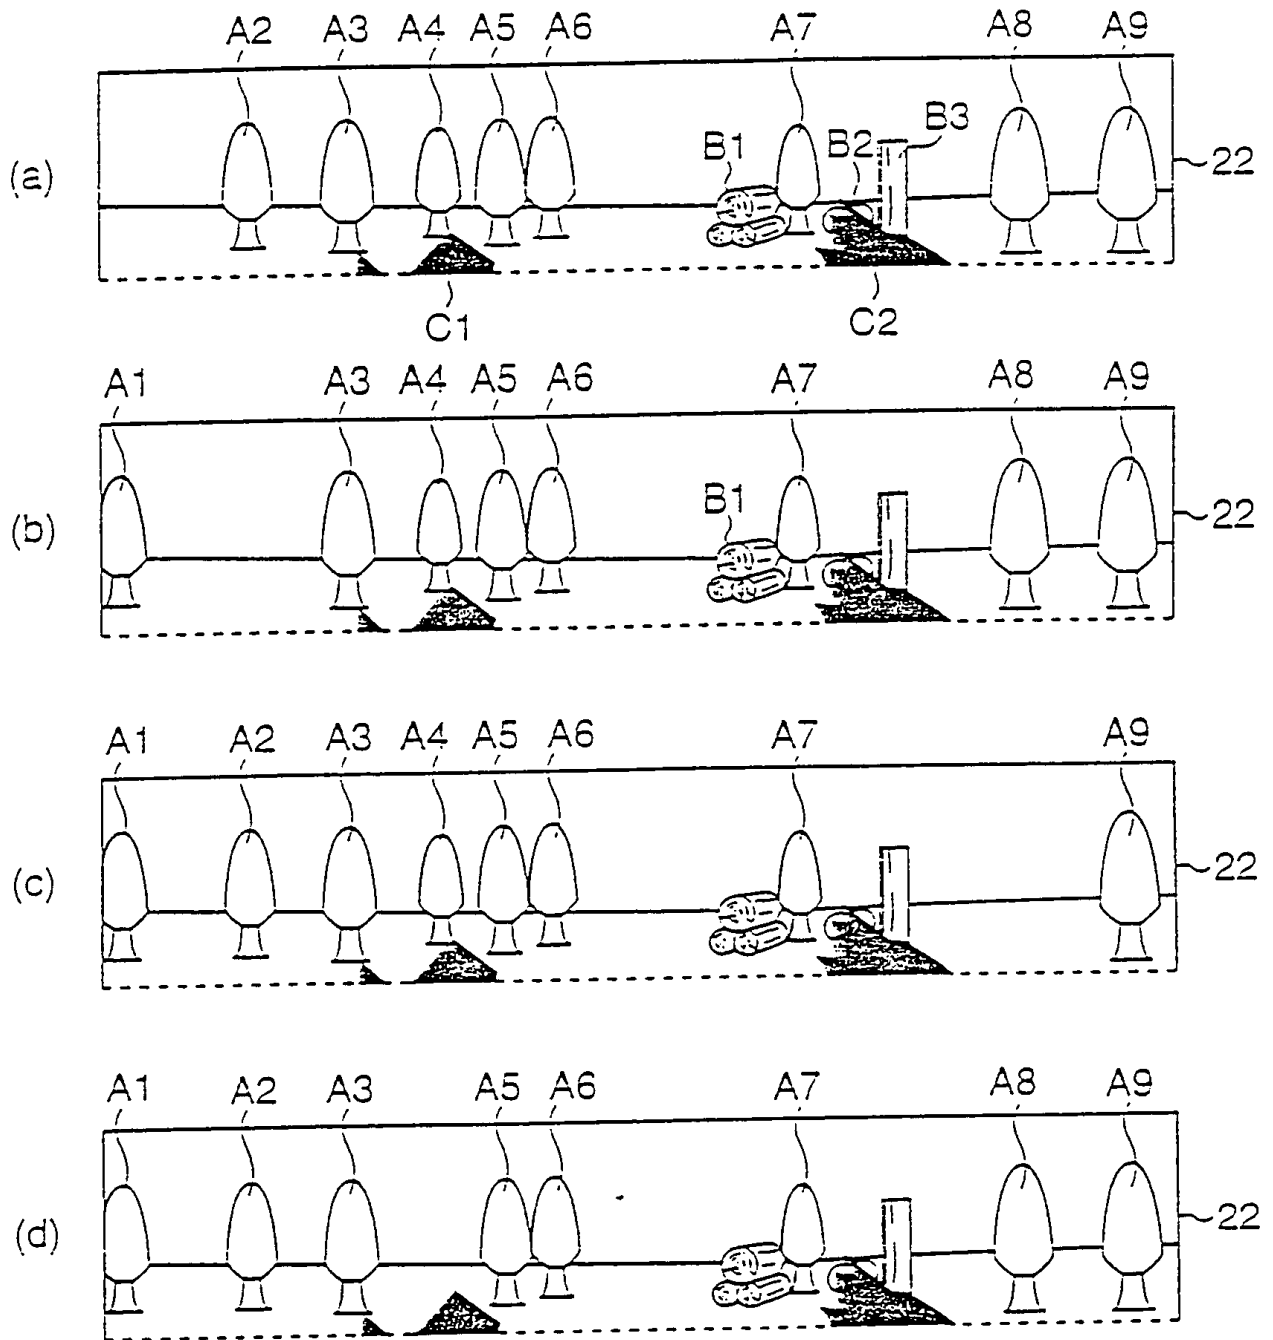 A2 A3 A4 A5 A6 A7 A8 A9
B1 B2 B3
(a) 22
C1 C2
A1 A3 A4 A5 A6 A7 A8 A9
B1
(b) 22
A1 A2 A3 A4 A5 A6 A7 A9
(c) 22
A1 A2 A3 A5 A6 A7 A8 A9
(d) 22